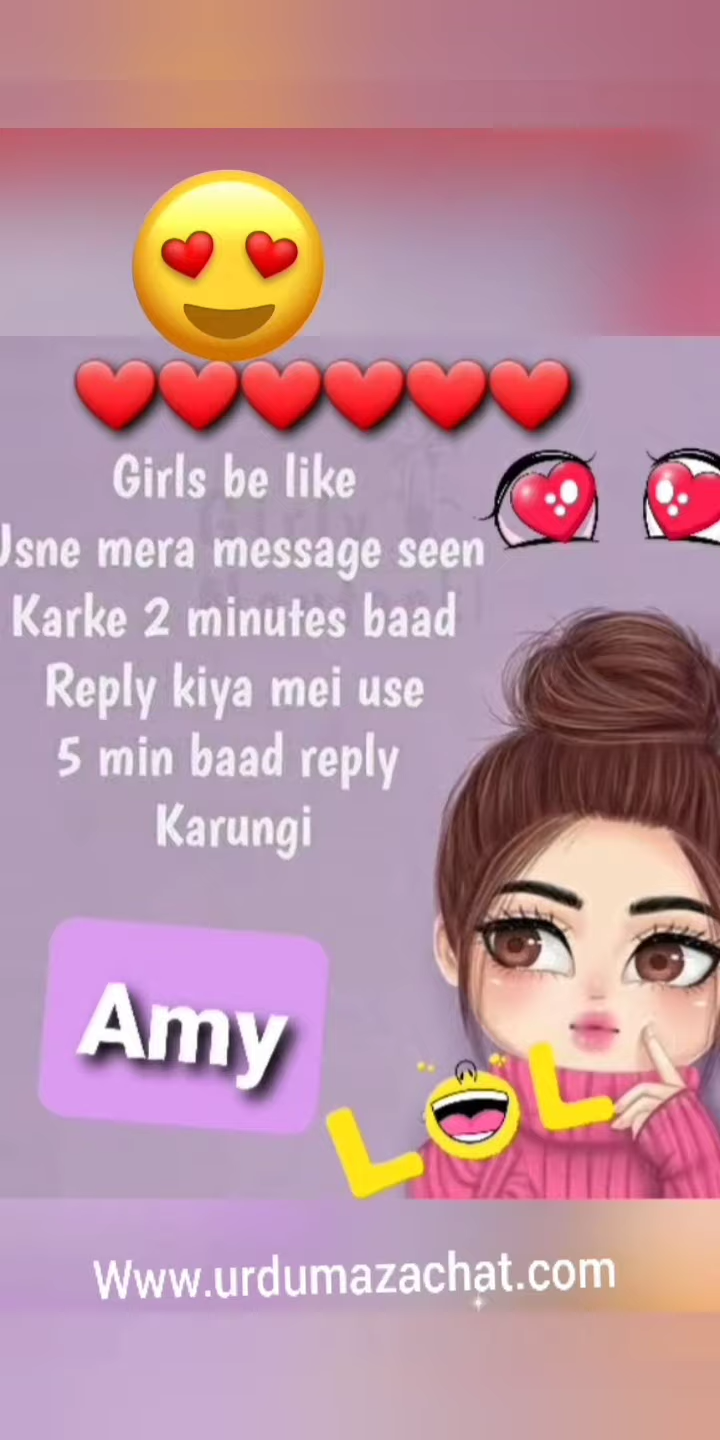 Girls be like
Usne mera message seen
Karke 2 minutes baad
Reply kiya mei use
5 min baad reply
Karungi
Amy
LOL
Www.urdumazachat.com